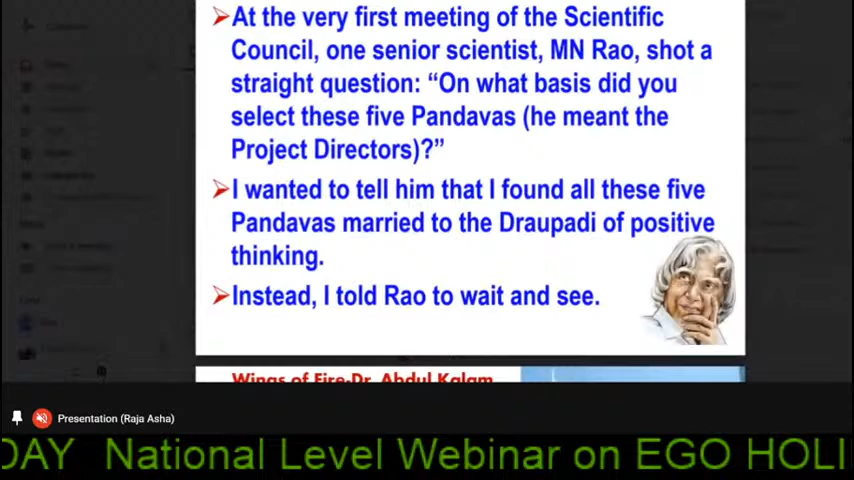 ➢At the very first meeting of the Scientific
Council, one senior scientist, MN Rao, shot a
straight question: “On what basis did you
select these five Pandavas (he meant the
Project Directors)?”
➢I wanted to tell him that I found all these five
Pandavas married to the Draupadi of positive
thinking.
➢Instead, I told Rao to wait and see.
Wings of Fire-Dr. Abdul Kalam
Presentation (Raja Asha)
DAY National Level Webinar on EGO HOLI